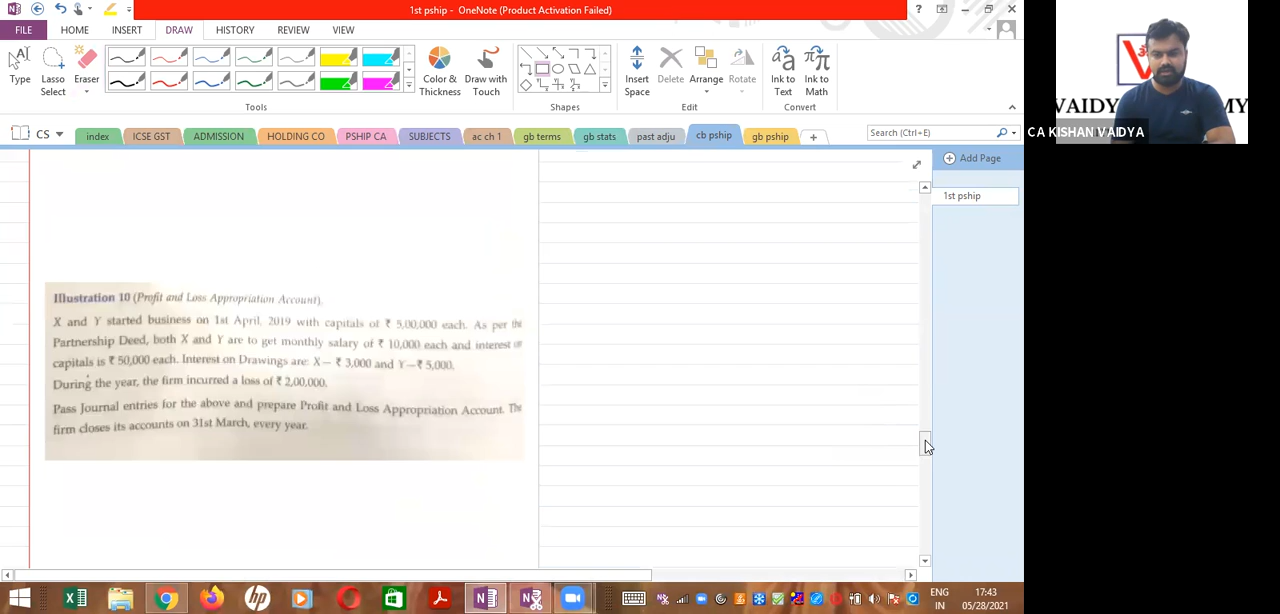 1st pship - OneNote (Product Activation Failed)
FILE HOME INSERT DRAW HISTORY REVIEW VIEW
Type
Lasso Select
Eraser
Color & Thickness
Draw with Touch
Insert Space
Delete
Arrange
Rotate
Ink to Text
Ink to Math
Tools
Shapes
Edit
Convert
CS index ICSE GST ADMISSION HOLDING CO PSHIP CA SUBJECTS ac ch 1 gb terms gb stats past adju cb pship gb pship
Search (Ctrl+E)
Add Page
1st pship
Illustration 10 (Profit and Loss Appropriation Account).
X and Y started business on 1st April, 2019 with capitals of ₹ 5,00,000 each. As per the
Partnership Deed, both X and Y are to get monthly salary of ₹ 10,000 each and interest on
capitals is ₹ 50,000 each. Interest on Drawings are: X— ₹ 3,000 and Y—₹ 5,000.
During the year, the firm incurred a loss of ₹ 2,00,000.
Pass Journal entries for the above and prepare Profit and Loss Appropriation Account. The
firm closes its accounts on 31st March, every year.
VAIDY
MY
CA KISHAN VAIDYA
ENG
IN
17:43
05/28/2021